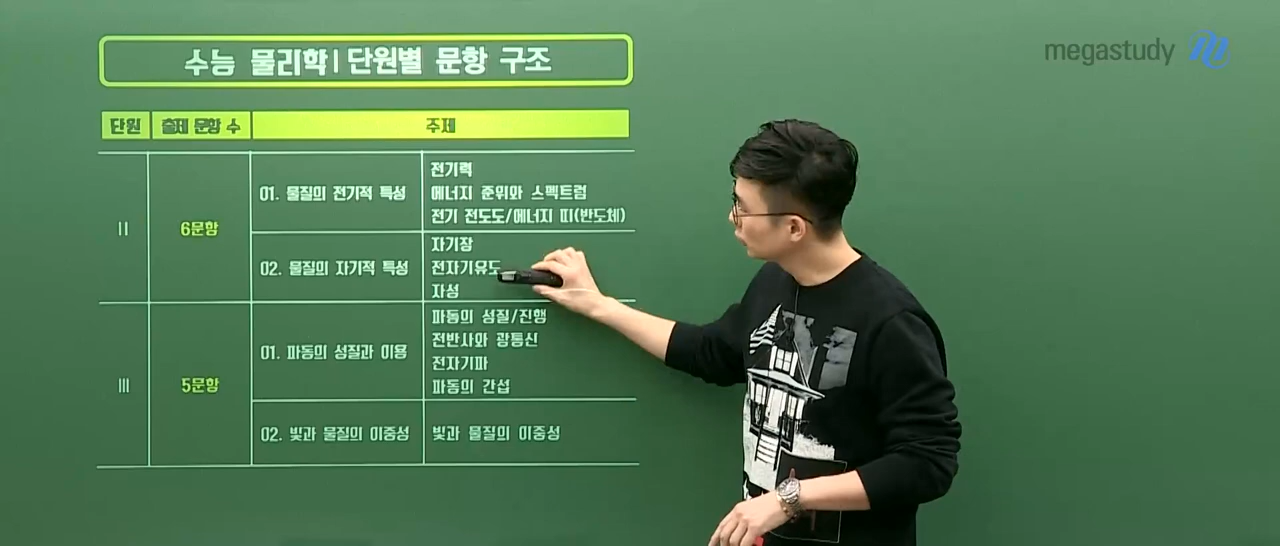 수능 물리학Ⅰ 단원별 문항 구조
megastudy
단원 출제 문항 수 주제
Ⅱ 6문항
01. 물질의 전기적 특성
전기력
에너지 준위와 스펙트럼
전기 전도도/에너지 띠(반도체)
02. 물질의 자기적 특성
자기장
전자기유도
자성
Ⅲ 5문항
01. 파동의 성질과 이용
파동의 성질/진행
전반사와 광통신
전자기파
파동의 간섭
02. 빛과 물질의 이중성
빛과 물질의 이중성